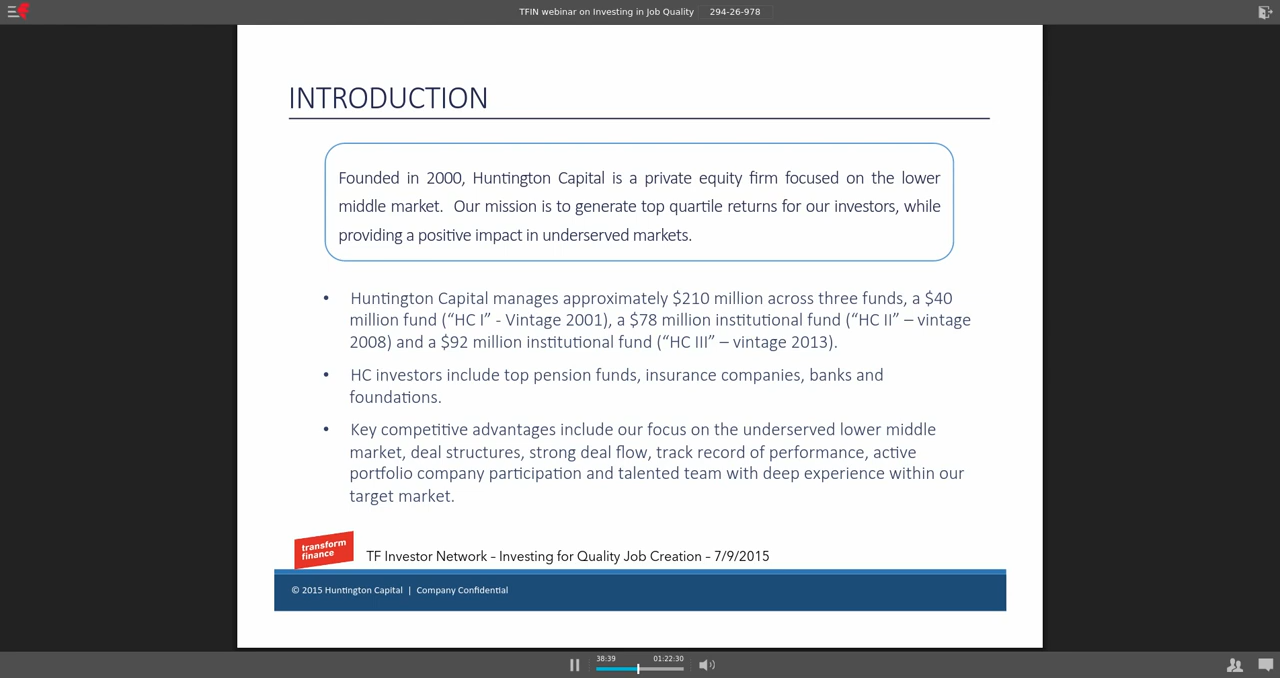 TFIN webinar on Investing in Job Quality 294-26-978
INTRODUCTION
Founded in 2000, Huntington Capital is a private equity firm focused on the lower
middle market. Our mission is to generate top quartile returns for our investors, while
providing a positive impact in underserved markets.
• Huntington Capital manages approximately $210 million across three funds, a $40
million fund (“HC I” - Vintage 2001), a $78 million institutional fund (“HC II” – vintage
2008) and a $92 million institutional fund (“HC III” – vintage 2013).
• HC investors include top pension funds, insurance companies, banks and
foundations.
• Key competitive advantages include our focus on the underserved lower middle
market, deal structures, strong deal flow, track record of performance, active
portfolio company participation and talented team with deep experience within our
target market.
transform
finance
TF Investor Network – Investing for Quality Job Creation – 7/9/2015
© 2015 Huntington Capital | Company Confidential
38:39 01:22:30